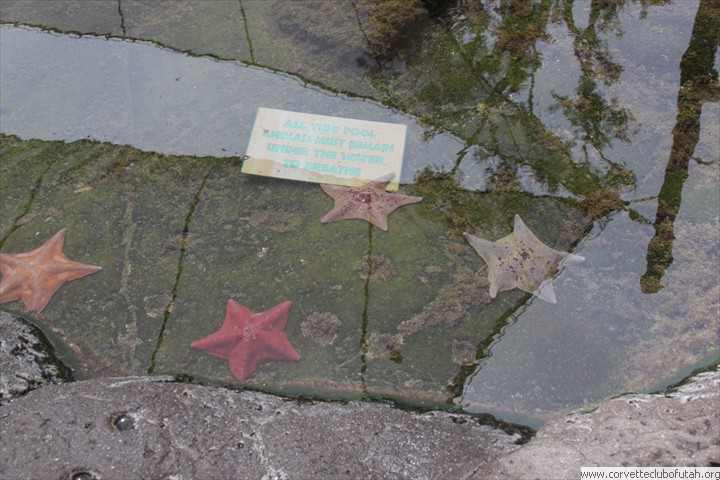 ALL TIDE POOL
ANIMALS MUST REMAIN
UNDER THE WATER
TO BREATHE
www.corvetteclubofutah.org